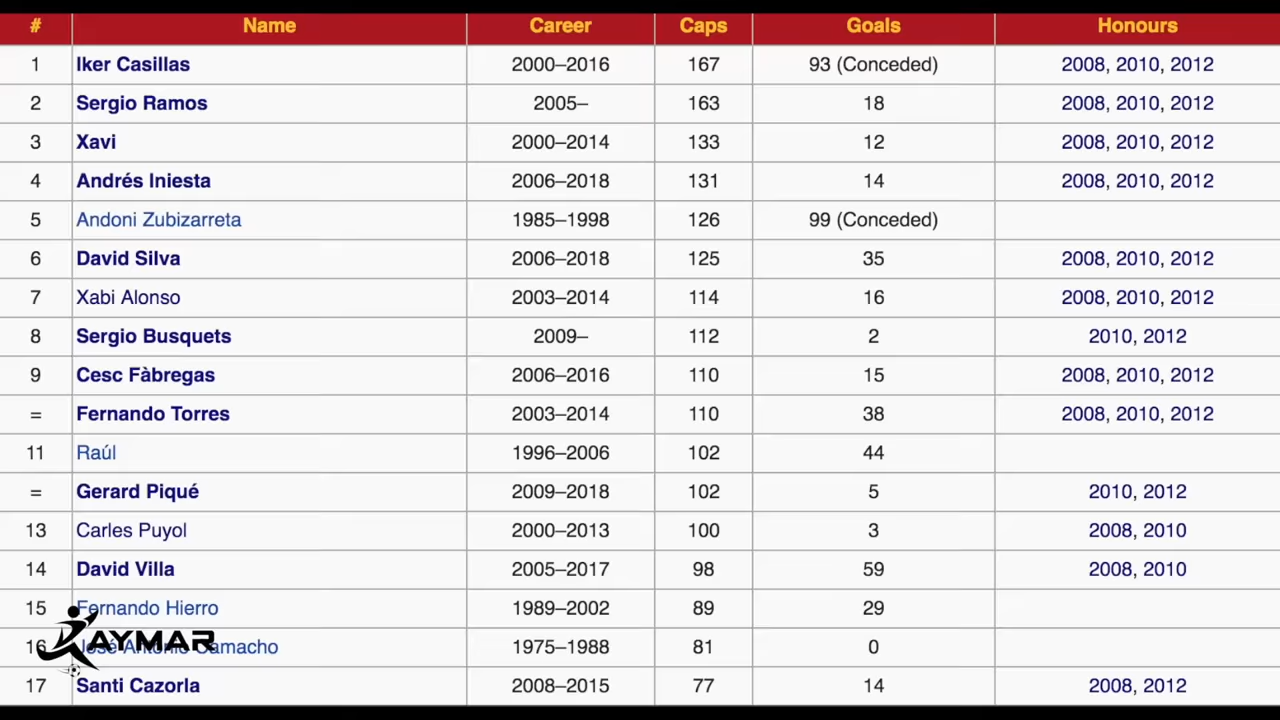 # Name Career Caps Goals Honours
1 Iker Casillas 2000–2016 167 93 (Conceded) 2008, 2010, 2012
2 Sergio Ramos 2005– 163 18 2008, 2010, 2012
3 Xavi 2000–2014 133 12 2008, 2010, 2012
4 Andrés Iniesta 2006–2018 131 14 2008, 2010, 2012
5 Andoni Zubizarreta 1985–1998 126 99 (Conceded)
6 David Silva 2006–2018 125 35 2008, 2010, 2012
7 Xabi Alonso 2003–2014 114 16 2008, 2010, 2012
8 Sergio Busquets 2009– 112 2 2010, 2012
9 Cesc Fàbregas 2006–2016 110 15 2008, 2010, 2012
= Fernando Torres 2003–2014 110 38 2008, 2010, 2012
11 Raúl 1996–2006 102 44
= Gerard Piqué 2009–2018 102 5 2010, 2012
13 Carles Puyol 2000–2013 100 3 2008, 2010
14 David Villa 2005–2017 98 59 2008, 2010
15 Fernando Hierro 1989–2002 89 29
16 José Antonio Camacho 1975–1988 81 0
KAYMAR
17 Santi Cazorla 2008–2015 77 14 2008, 2012